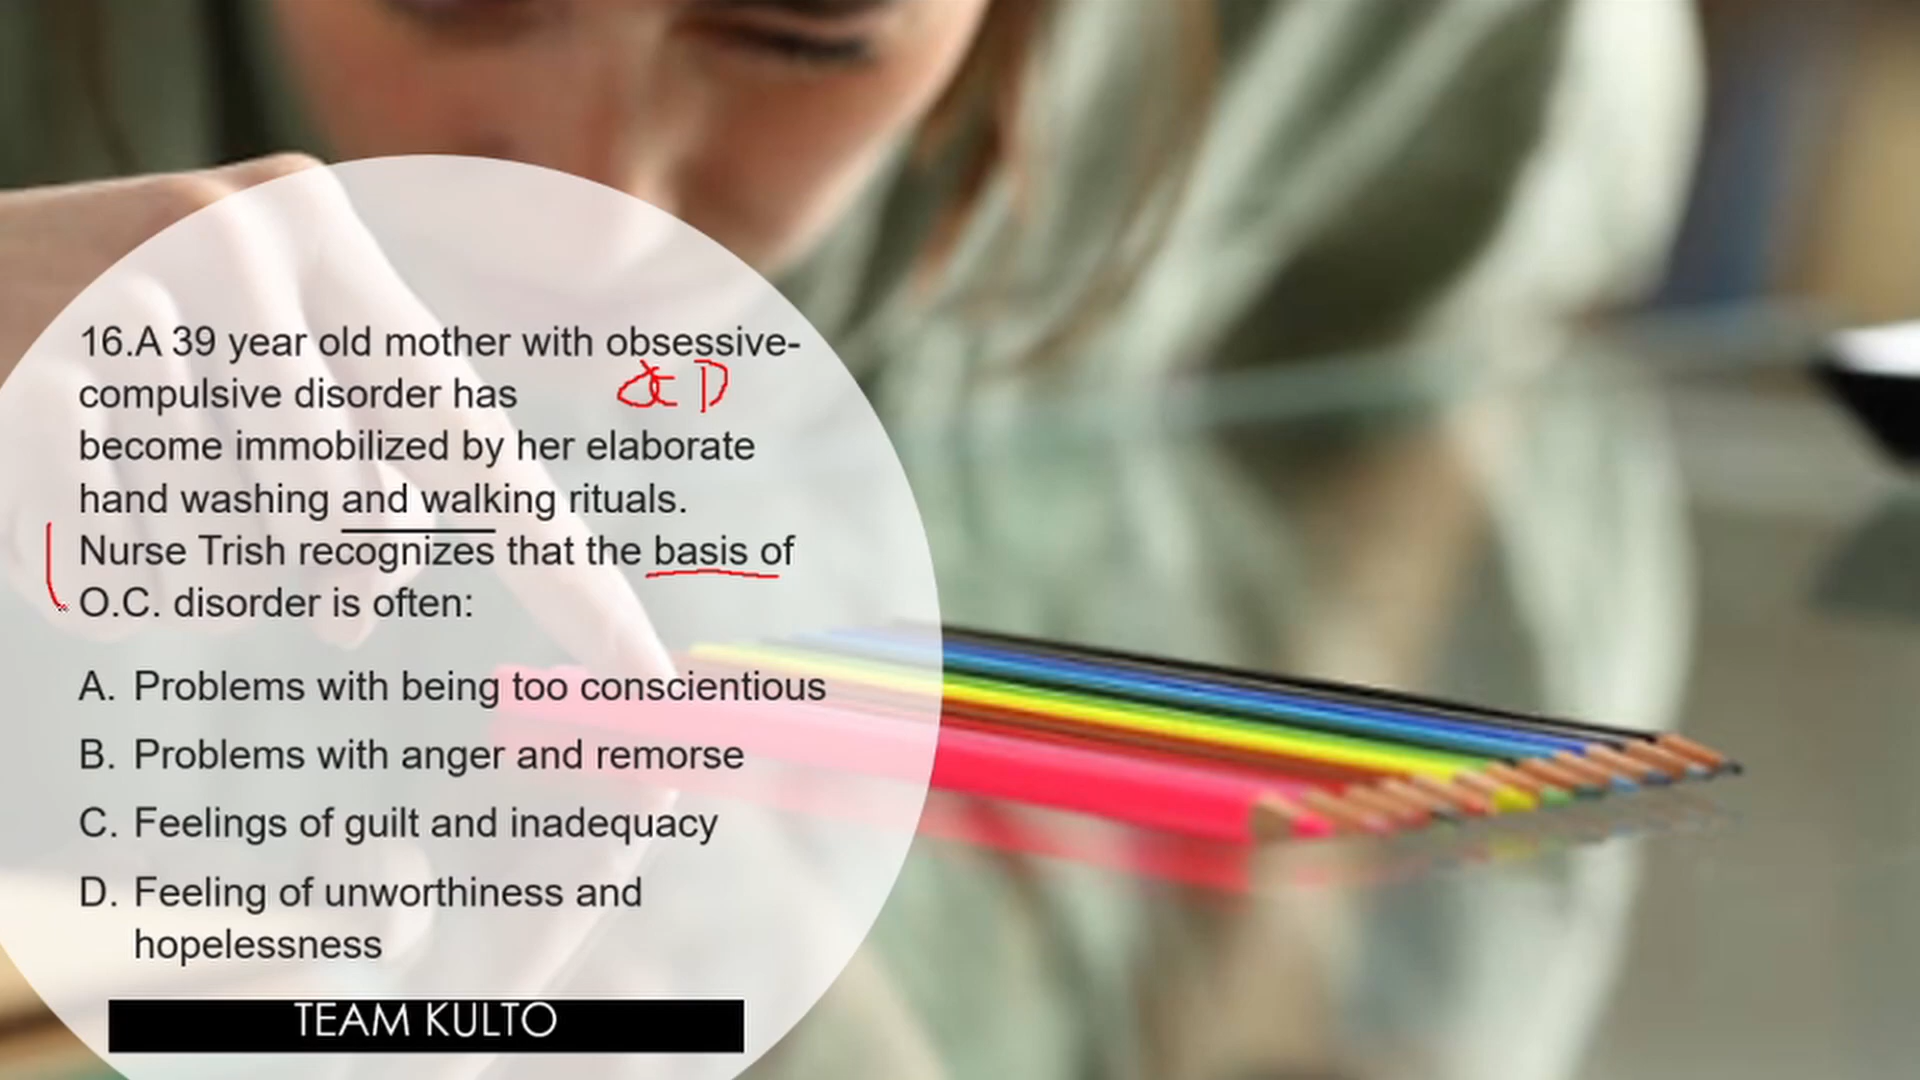 16.A 39 year old mother with obsessive-
compulsive disorder has
OCD
become immobilized by her elaborate
hand washing and walking rituals.
Nurse Trish recognizes that the basis of
O.C. disorder is often:
A. Problems with being too conscientious
B. Problems with anger and remorse
C. Feelings of guilt and inadequacy
D. Feeling of unworthiness and
hopelessness
TEAM KULTO